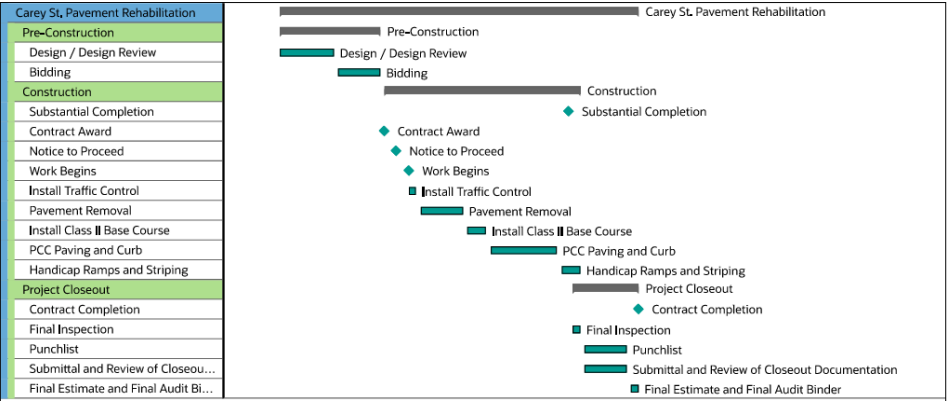 Carey St. Pavement Rehabilitation Carey St. Pavement Rehabilitation
Pre-Construction Pre-Construction
Design / Design Review Design / Design Review
Bidding Bidding
Construction Construction
Substantial Completion Substantial Completion
Contract Award Contract Award
Notice to Proceed Notice to Proceed
Work Begins Work Begins
Install Traffic Control Install Traffic Control
Pavement Removal Pavement Removal
Install Class II Base Course Install Class II Base Course
PCC Paving and Curb PCC Paving and Curb
Handicap Ramps and Striping Handicap Ramps and Striping
Project Closeout Project Closeout
Contract Completion Contract Completion
Final Inspection Final Inspection
Punchlist Punchlist
Submittal and Review of Closeou... Submittal and Review of Closeout Documentation
Final Estimate and Final Audit Bi... Final Estimate and Final Audit Binder